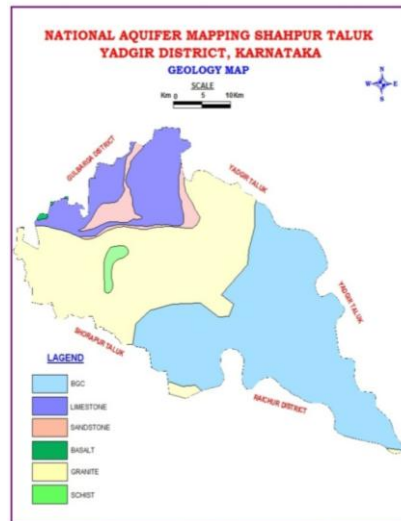 NATIONAL AQUIFER MAPPING SHAHPUR TALUK
YADGIR DISTRICT, KARNATAKA
GEOLOGY MAP
SCALE
Km 0 5 10Km
N
W E
S
GULBARGA DISTRICT
YADGIR TALUK
YADGIR TALUK
SHORAPUR TALUK
RAICHUR DISTRICT
LAGEND
BGC
LIMESTONE
SANDSTONE
BASALT
GRANITE
SCHIST